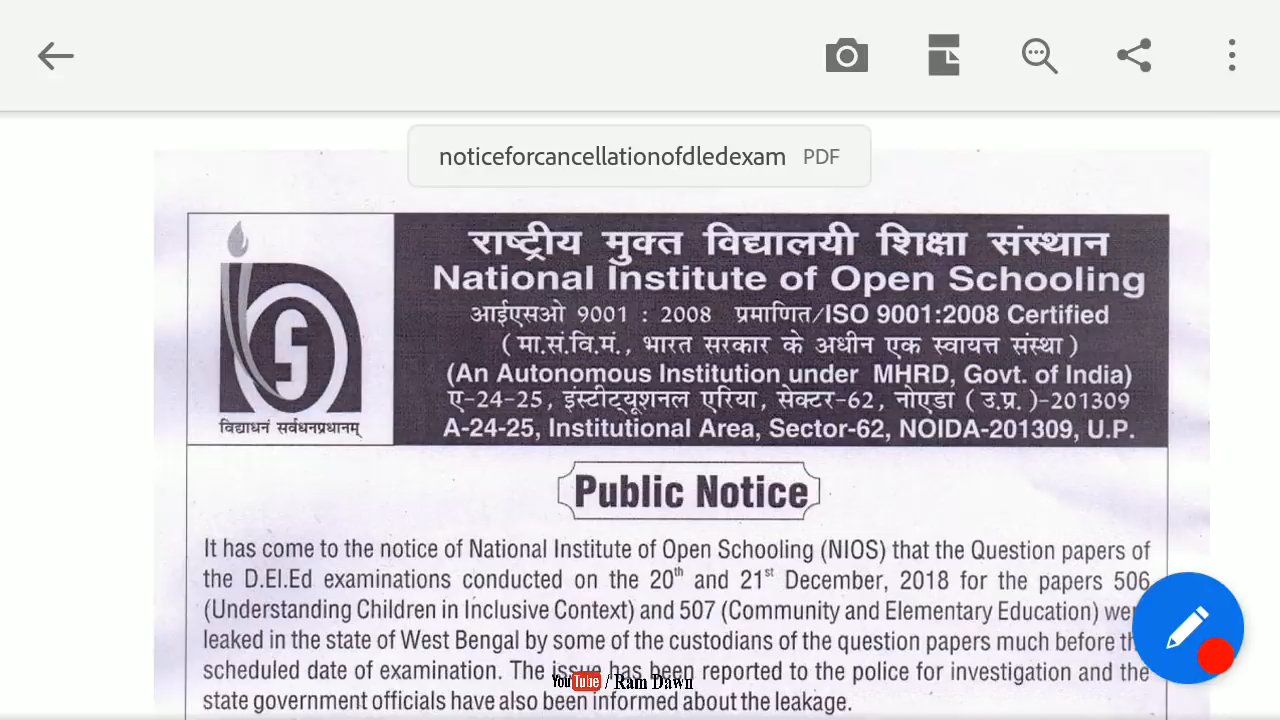 noticeforcancellationofdledexam PDF
राष्ट्रीय मुक्त विद्यालयी शिक्षा संस्थान
National Institute of Open Schooling
आईएसओ 9001 : 2008 प्रमाणित/ISO 9001:2008 Certified
(मा.सं.वि.मं., भारत सरकार के अधीन एक स्वायत्त संस्था)
(An Autonomous Institution under MHRD, Govt. of India)
ए-24-25, इंस्टीट्यूशनल एरिया, सेक्टर-62, नोएडा (उ.प्र.)-201309
A-24-25, Institutional Area, Sector-62, NOIDA-201309, U.P.
विद्याधनं सर्वधनप्रधानम्
Public Notice
It has come to the notice of National Institute of Open Schooling (NIOS) that the Question papers of
the D.El.Ed examinations conducted on the 20th and 21st December, 2018 for the papers 506
(Understanding Children in Inclusive Context) and 507 (Community and Elementary Education)
leaked in the state of West Bengal by some of the custodians of the question papers much before
scheduled date of examination. The issue has been reported to the police for investigation and the
state government officials have also been informed about the leakage.
YouTube / Ram Dawn